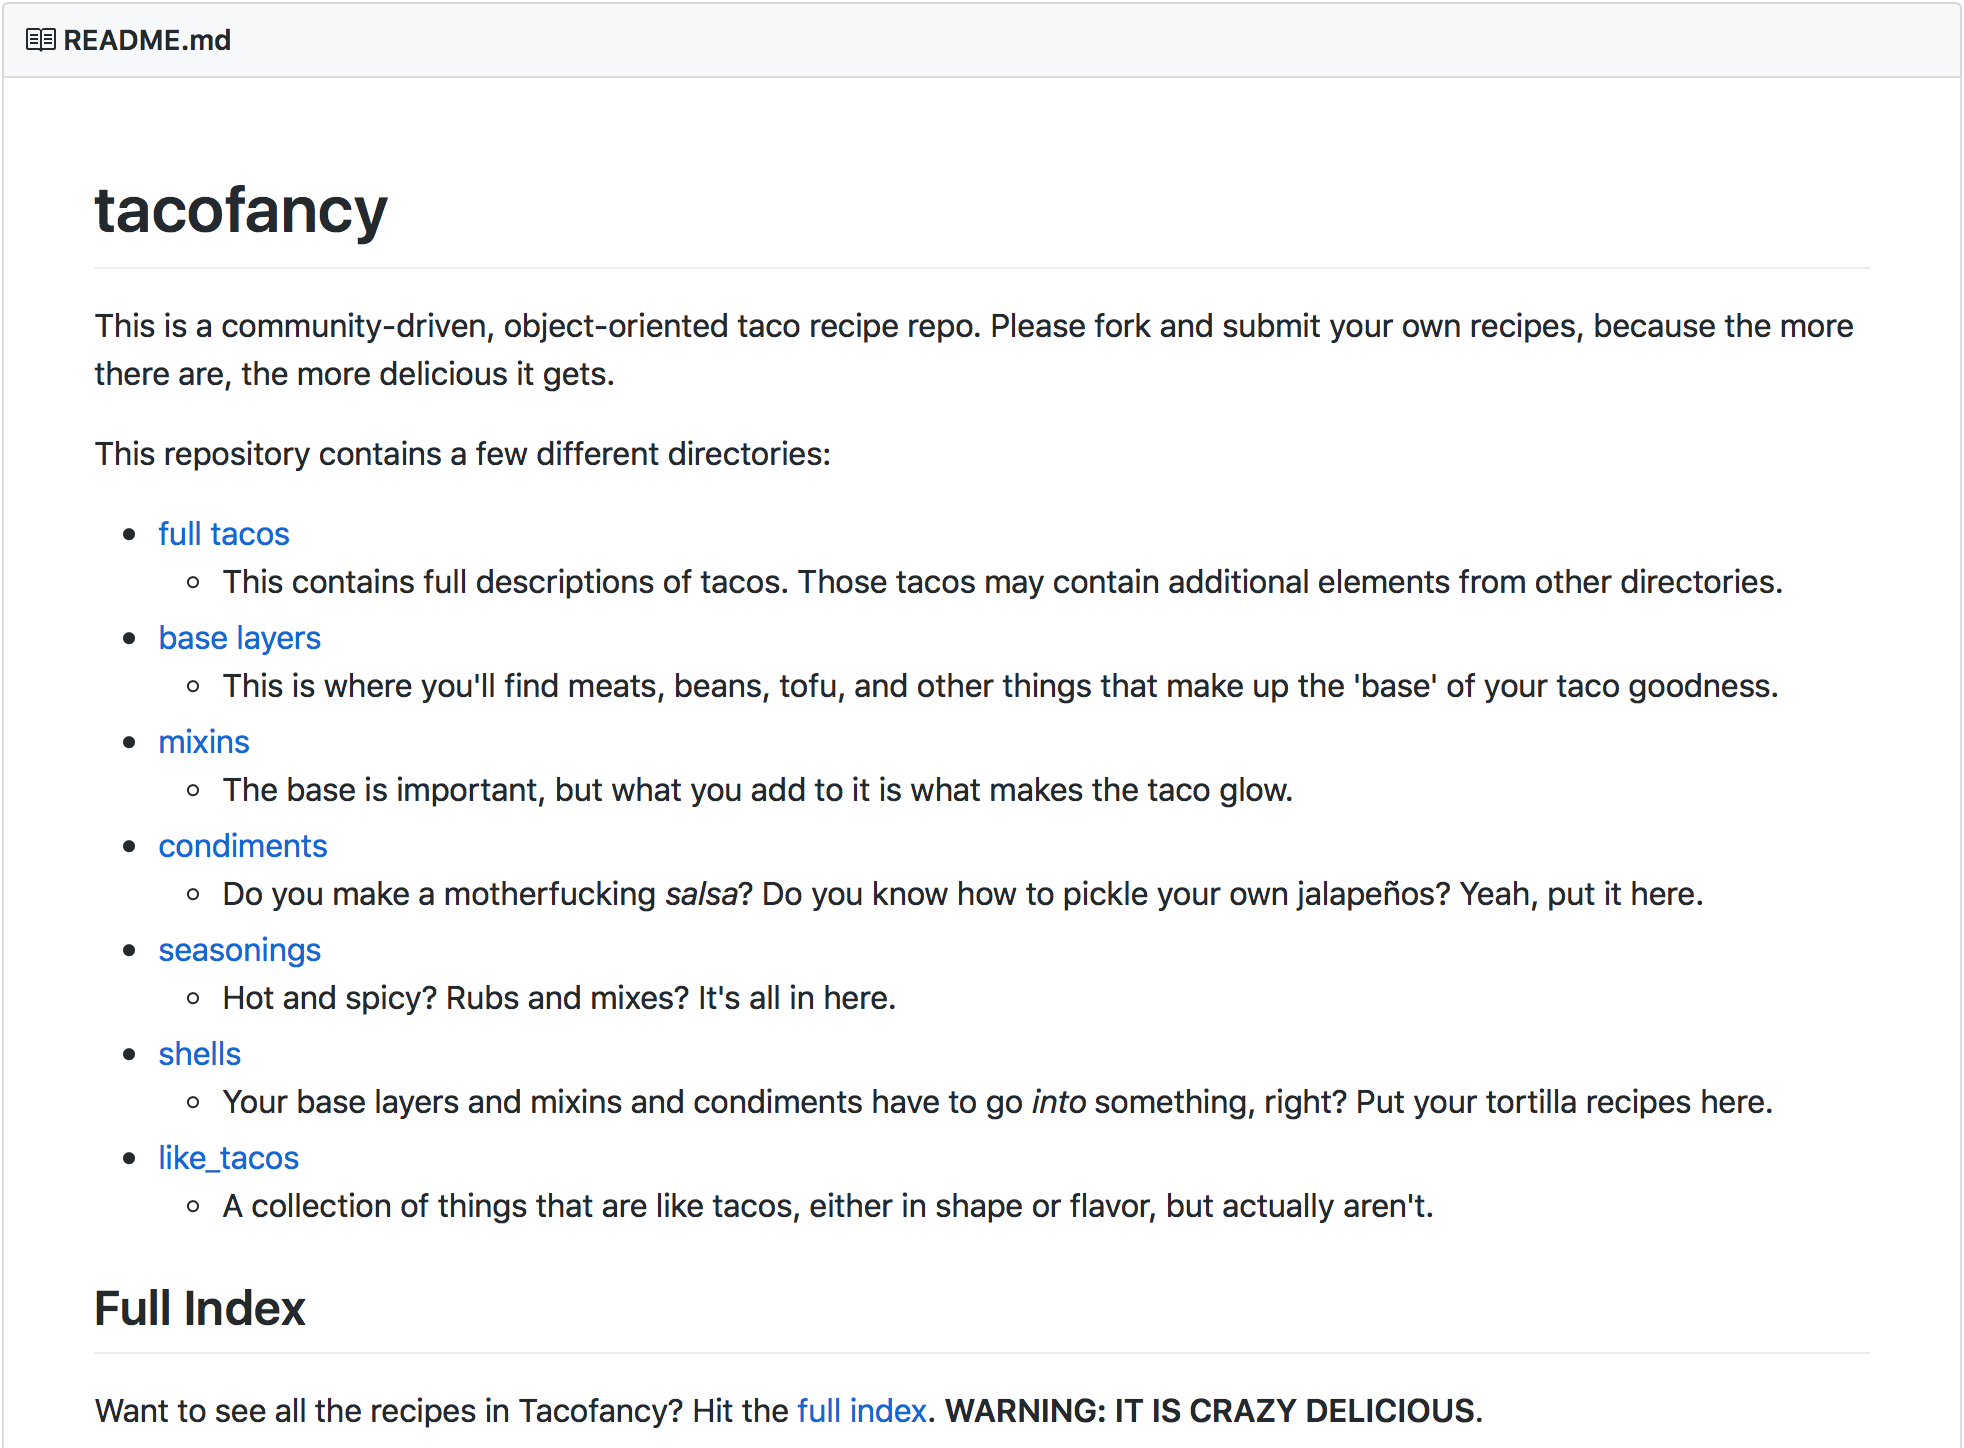 README.md
tacofancy
This is a community-driven, object-oriented taco recipe repo. Please fork and submit your own recipes, because the more
there are, the more delicious it gets.
This repository contains a few different directories:
full tacos
This contains full descriptions of tacos. Those tacos may contain additional elements from other directories.
base layers
This is where you'll find meats, beans, tofu, and other things that make up the 'base' of your taco goodness.
mixins
The base is important, but what you add to it is what makes the taco glow.
condiments
Do you make a motherfucking salsa? Do you know how to pickle your own jalapeños? Yeah, put it here.
seasonings
Hot and spicy? Rubs and mixes? It's all in here.
shells
Your base layers and mixins and condiments have to go into something, right? Put your tortilla recipes here.
like_tacos
A collection of things that are like tacos, either in shape or flavor, but actually aren't.
Full Index
Want to see all the recipes in Tacofancy? Hit the full index. WARNING: IT IS CRAZY DELICIOUS.